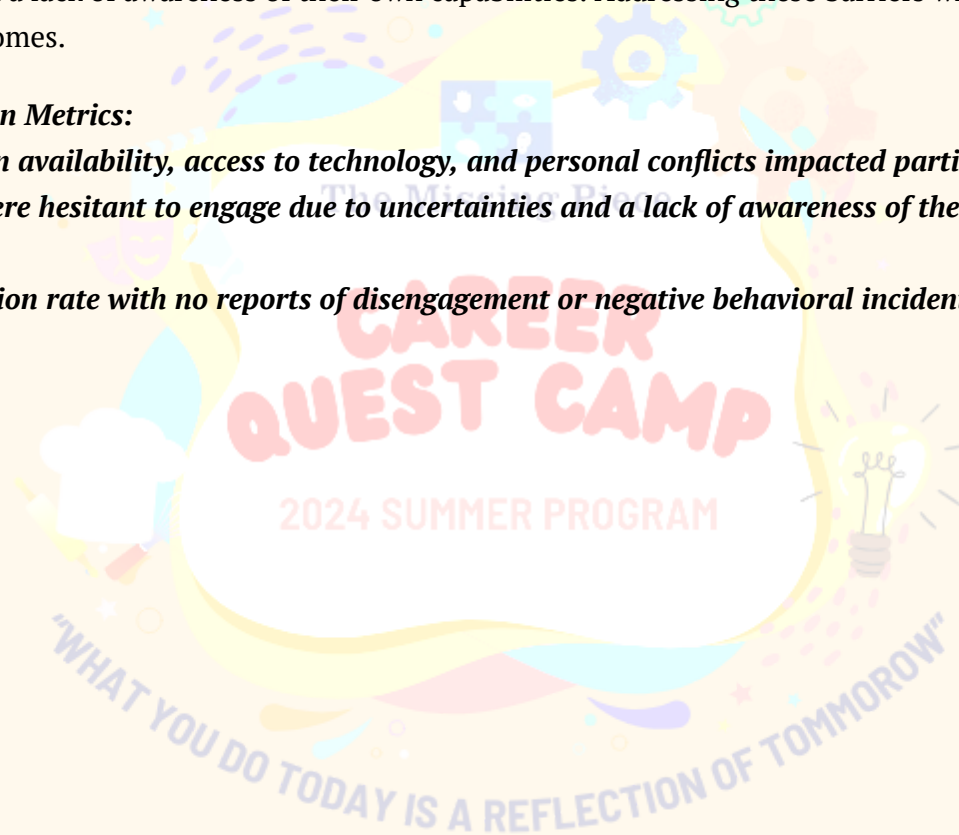 a lack of awareness of their own capabilities. Addressing these barriers
omes.
n Metrics:
n availability, access to technology, and personal conflicts impacted parti
The Missing Piece
ere hesitant to engage due to uncertainties and a lack of awareness of the
ion rate with no reports of disengagement or negative behavioral inciden
CAREER
QUEST CAMP
2024 SUMMER PROGRAM
"WHAT YOU DO TODAY IS A REFLECTION OF TOMMOROW"